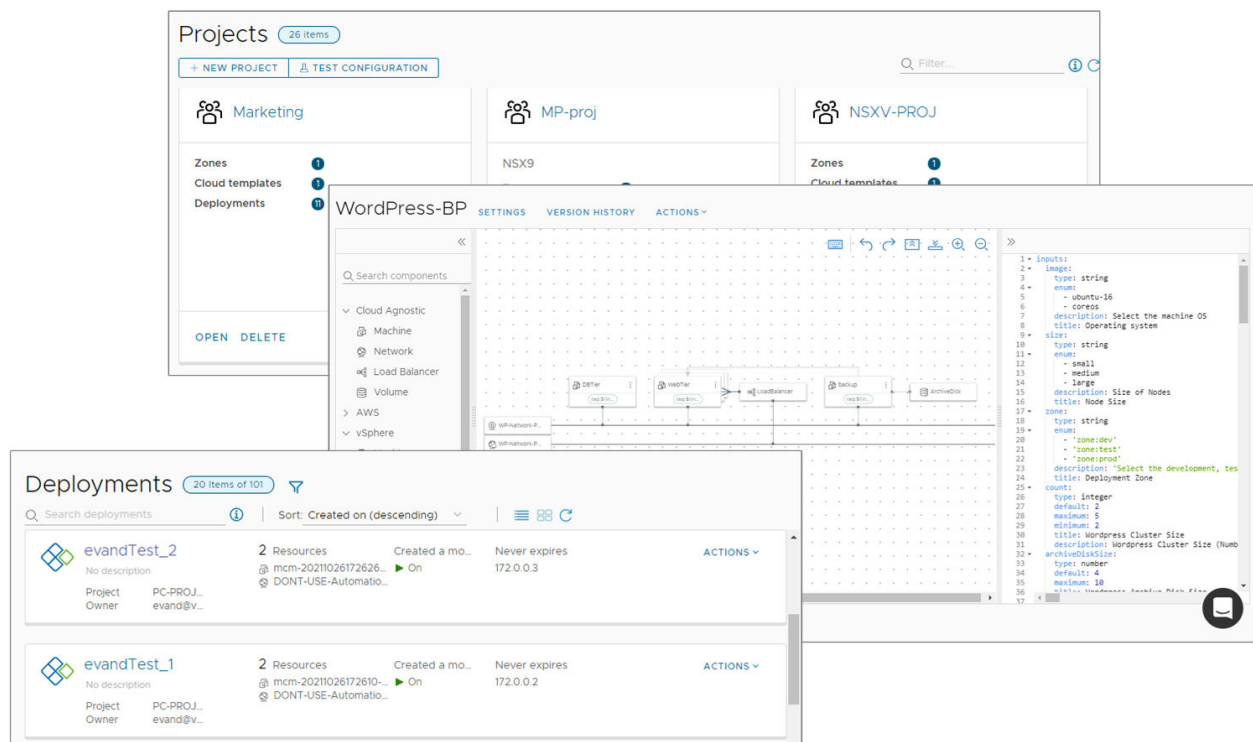 Projects 26 items
+ NEW PROJECT TEST CONFIGURATION Filter...
Marketing MP-proj NSXV-PROJ
Zones 1 NSX9 Zones 1
Cloud templates 1 Cloud templates
Deployments 11
OPEN DELETE
WordPress-BP SETTINGS VERSION HISTORY ACTIONS
Search components
Cloud Agnostic
Machine
Network
Load Balancer
Volume
AWS
vSphere
DBTier WebTier LoadBalancer backup ArchiveDisk
WP-Network-P...
WP-Network-P...
1 inputs:
2 image:
3 type: string
4 enum:
5 - ubuntu-16
6 - coreos
7 description: Select the machine OS
8 title: Operating system
9 size:
10 type: string
11 enum:
12 - small
13 - medium
14 - large
15 description: Size of Nodes
16 title: Node Size
17 zone:
18 type: string
19 enum:
20 - 'zone:dev'
21 - 'zone:test'
22 - 'zone:prod'
23 description: 'Select the development, tes
24 title: Deployment Zone
25 count:
26 type: integer
27 default: 2
28 maximum: 5
29 minimum: 2
30 title: Wordpress Cluster Size
31 description: Wordpress Cluster Size (Numb
32 archiveDiskSize:
33 type: number
34 default: 4
35 maximum: 10
36 title: Wordpress Archive Disk Size
37
Deployments 20 Items of 101
Search deployments Sort: Created on (descending)
evandTest_2 2 Resources Created a mo... Never expires ACTIONS
No description mcm-20211026172626... On 172.0.0.3
DONT-USE-Automatio...
Project PC-PROJ...
Owner evand@v...
evandTest_1 2 Resources Created a mo... Never expires ACTIONS
No description mcm-20211026172610-... On 172.0.0.2
DONT-USE-Automatio...
Project PC-PROJ...
Owner evand@v...